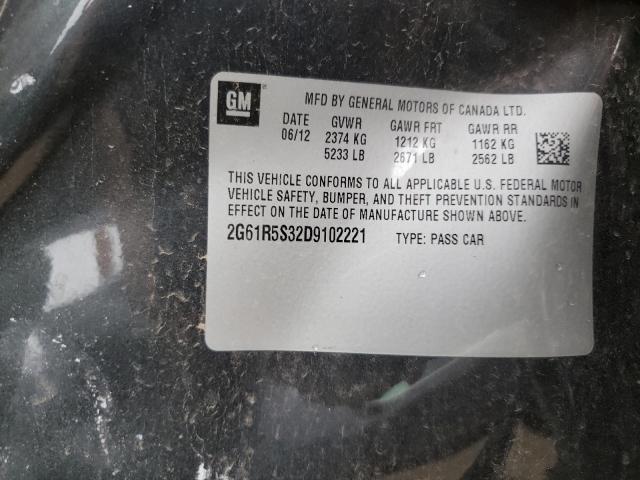 GM
MFD BY GENERAL MOTORS OF CANADA LTD.
DATE GVWR GAWR FRT GAWR RR
06/12 2374 KG 1212 KG 1162 KG
5233 LB 2671 LB 2562 LB
THIS VEHICLE CONFORMS TO ALL APPLICABLE U.S. FEDERAL MOTOR
VEHICLE SAFETY, BUMPER, AND THEFT PREVENTION STANDARDS IN
EFFECT ON THE DATE OF MANUFACTURE SHOWN ABOVE.
2G61R5S32D9102221 TYPE: PASS CAR